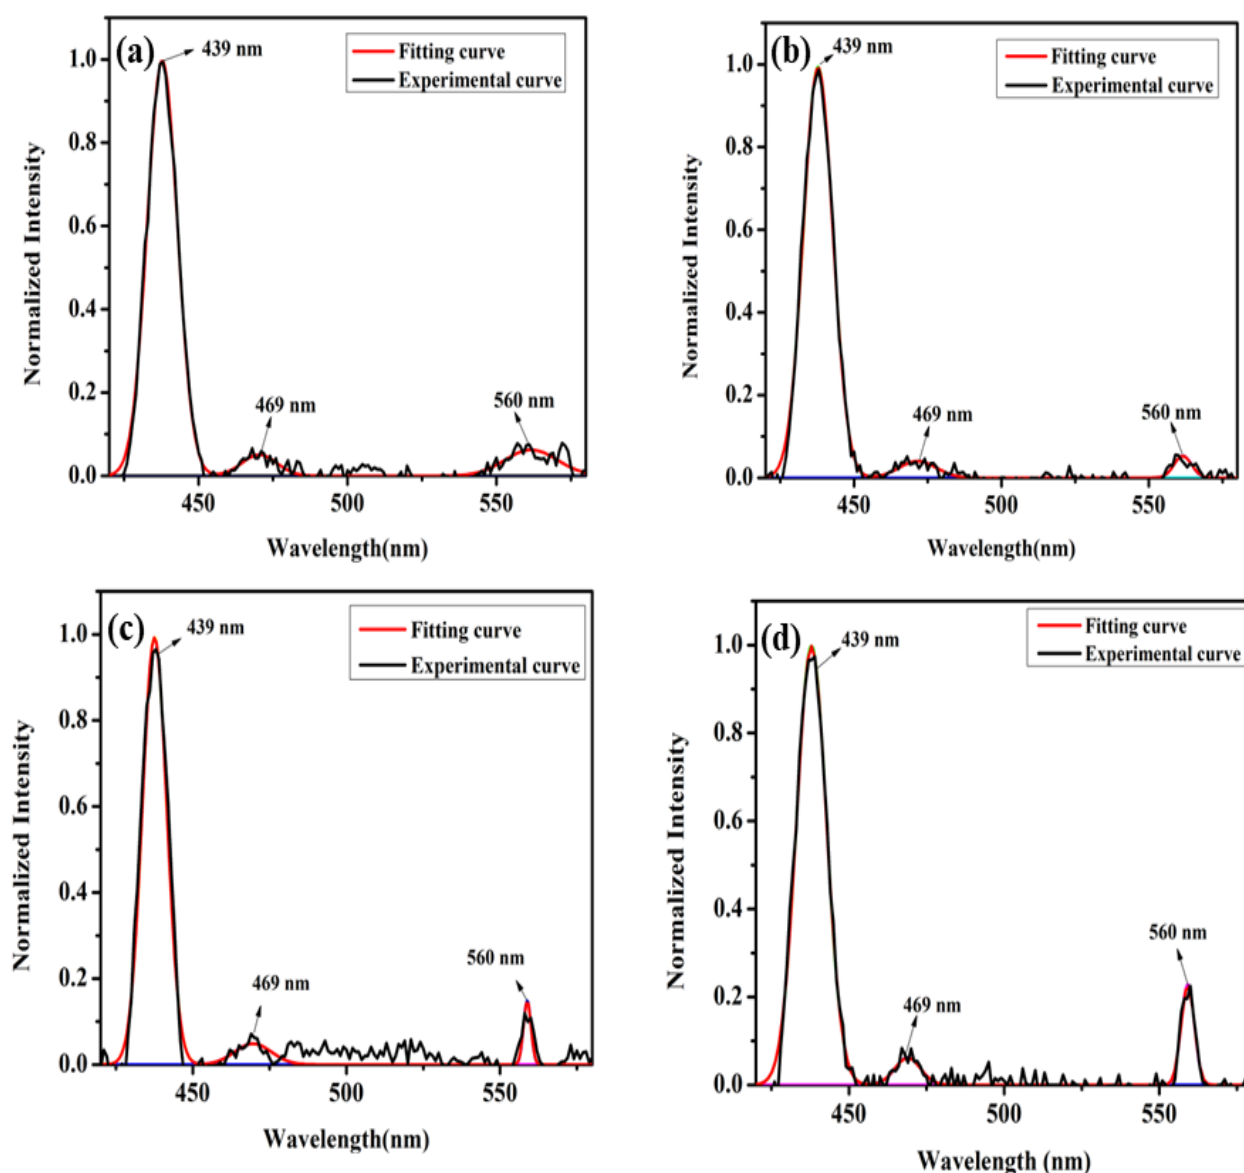 (a)
439 nm
Fitting curve
Experimental curve
1.0
0.8
0.6
0.4
0.2
0.0
469 nm
560 nm
450
500
550
Normalized Intensity
Wavelength(nm)
(b)
439 nm
Fitting curve
Experimental curve
1.0
0.8
0.6
0.4
0.2
0.0
469 nm
560 nm
450
500
550
Normalized Intensity
Wavelength(nm)
(c)
439 nm
Fitting curve
Experimental curve
1.0
0.8
0.6
0.4
0.2
0.0
469 nm
560 nm
450
500
550
Normalized Intensity
Wavelength(nm)
(d)
439 nm
Fitting curve
Experimental curve
1.0
0.8
0.6
0.4
0.2
0.0
469 nm
560 nm
450
500
550
Normalized Intensity
Wavelength (nm)